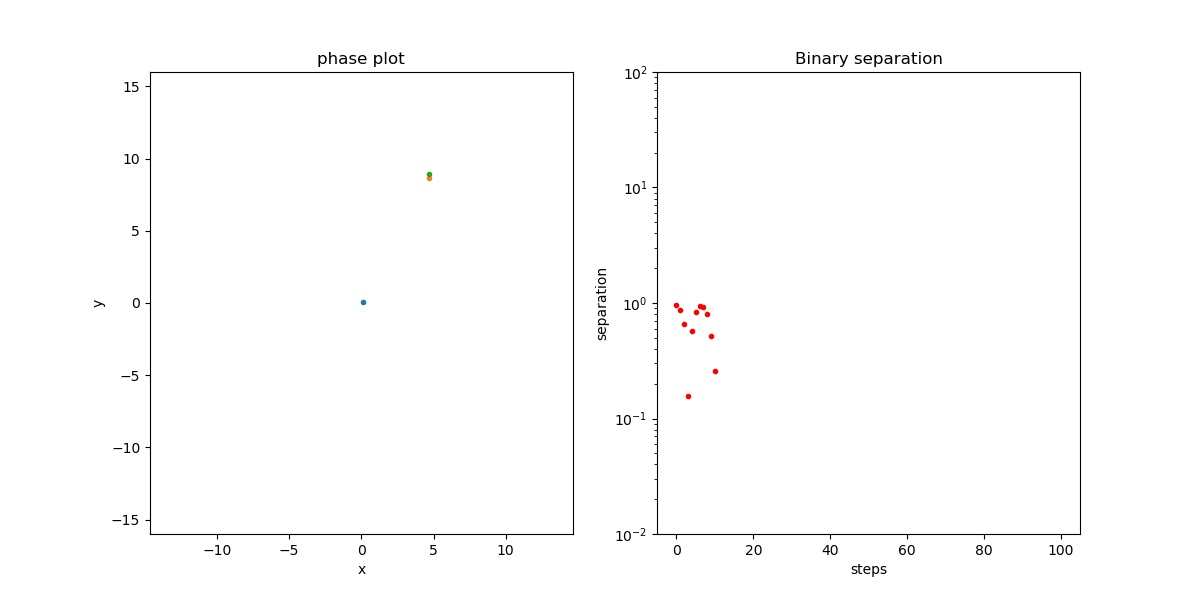 phase plot
15
10
5
0
−5
−10
−15
y
−10 −5 0 5 10
x
Binary separation
10²
10¹
10⁰
10⁻¹
10⁻²
separation
0 20 40 60 80 100
steps